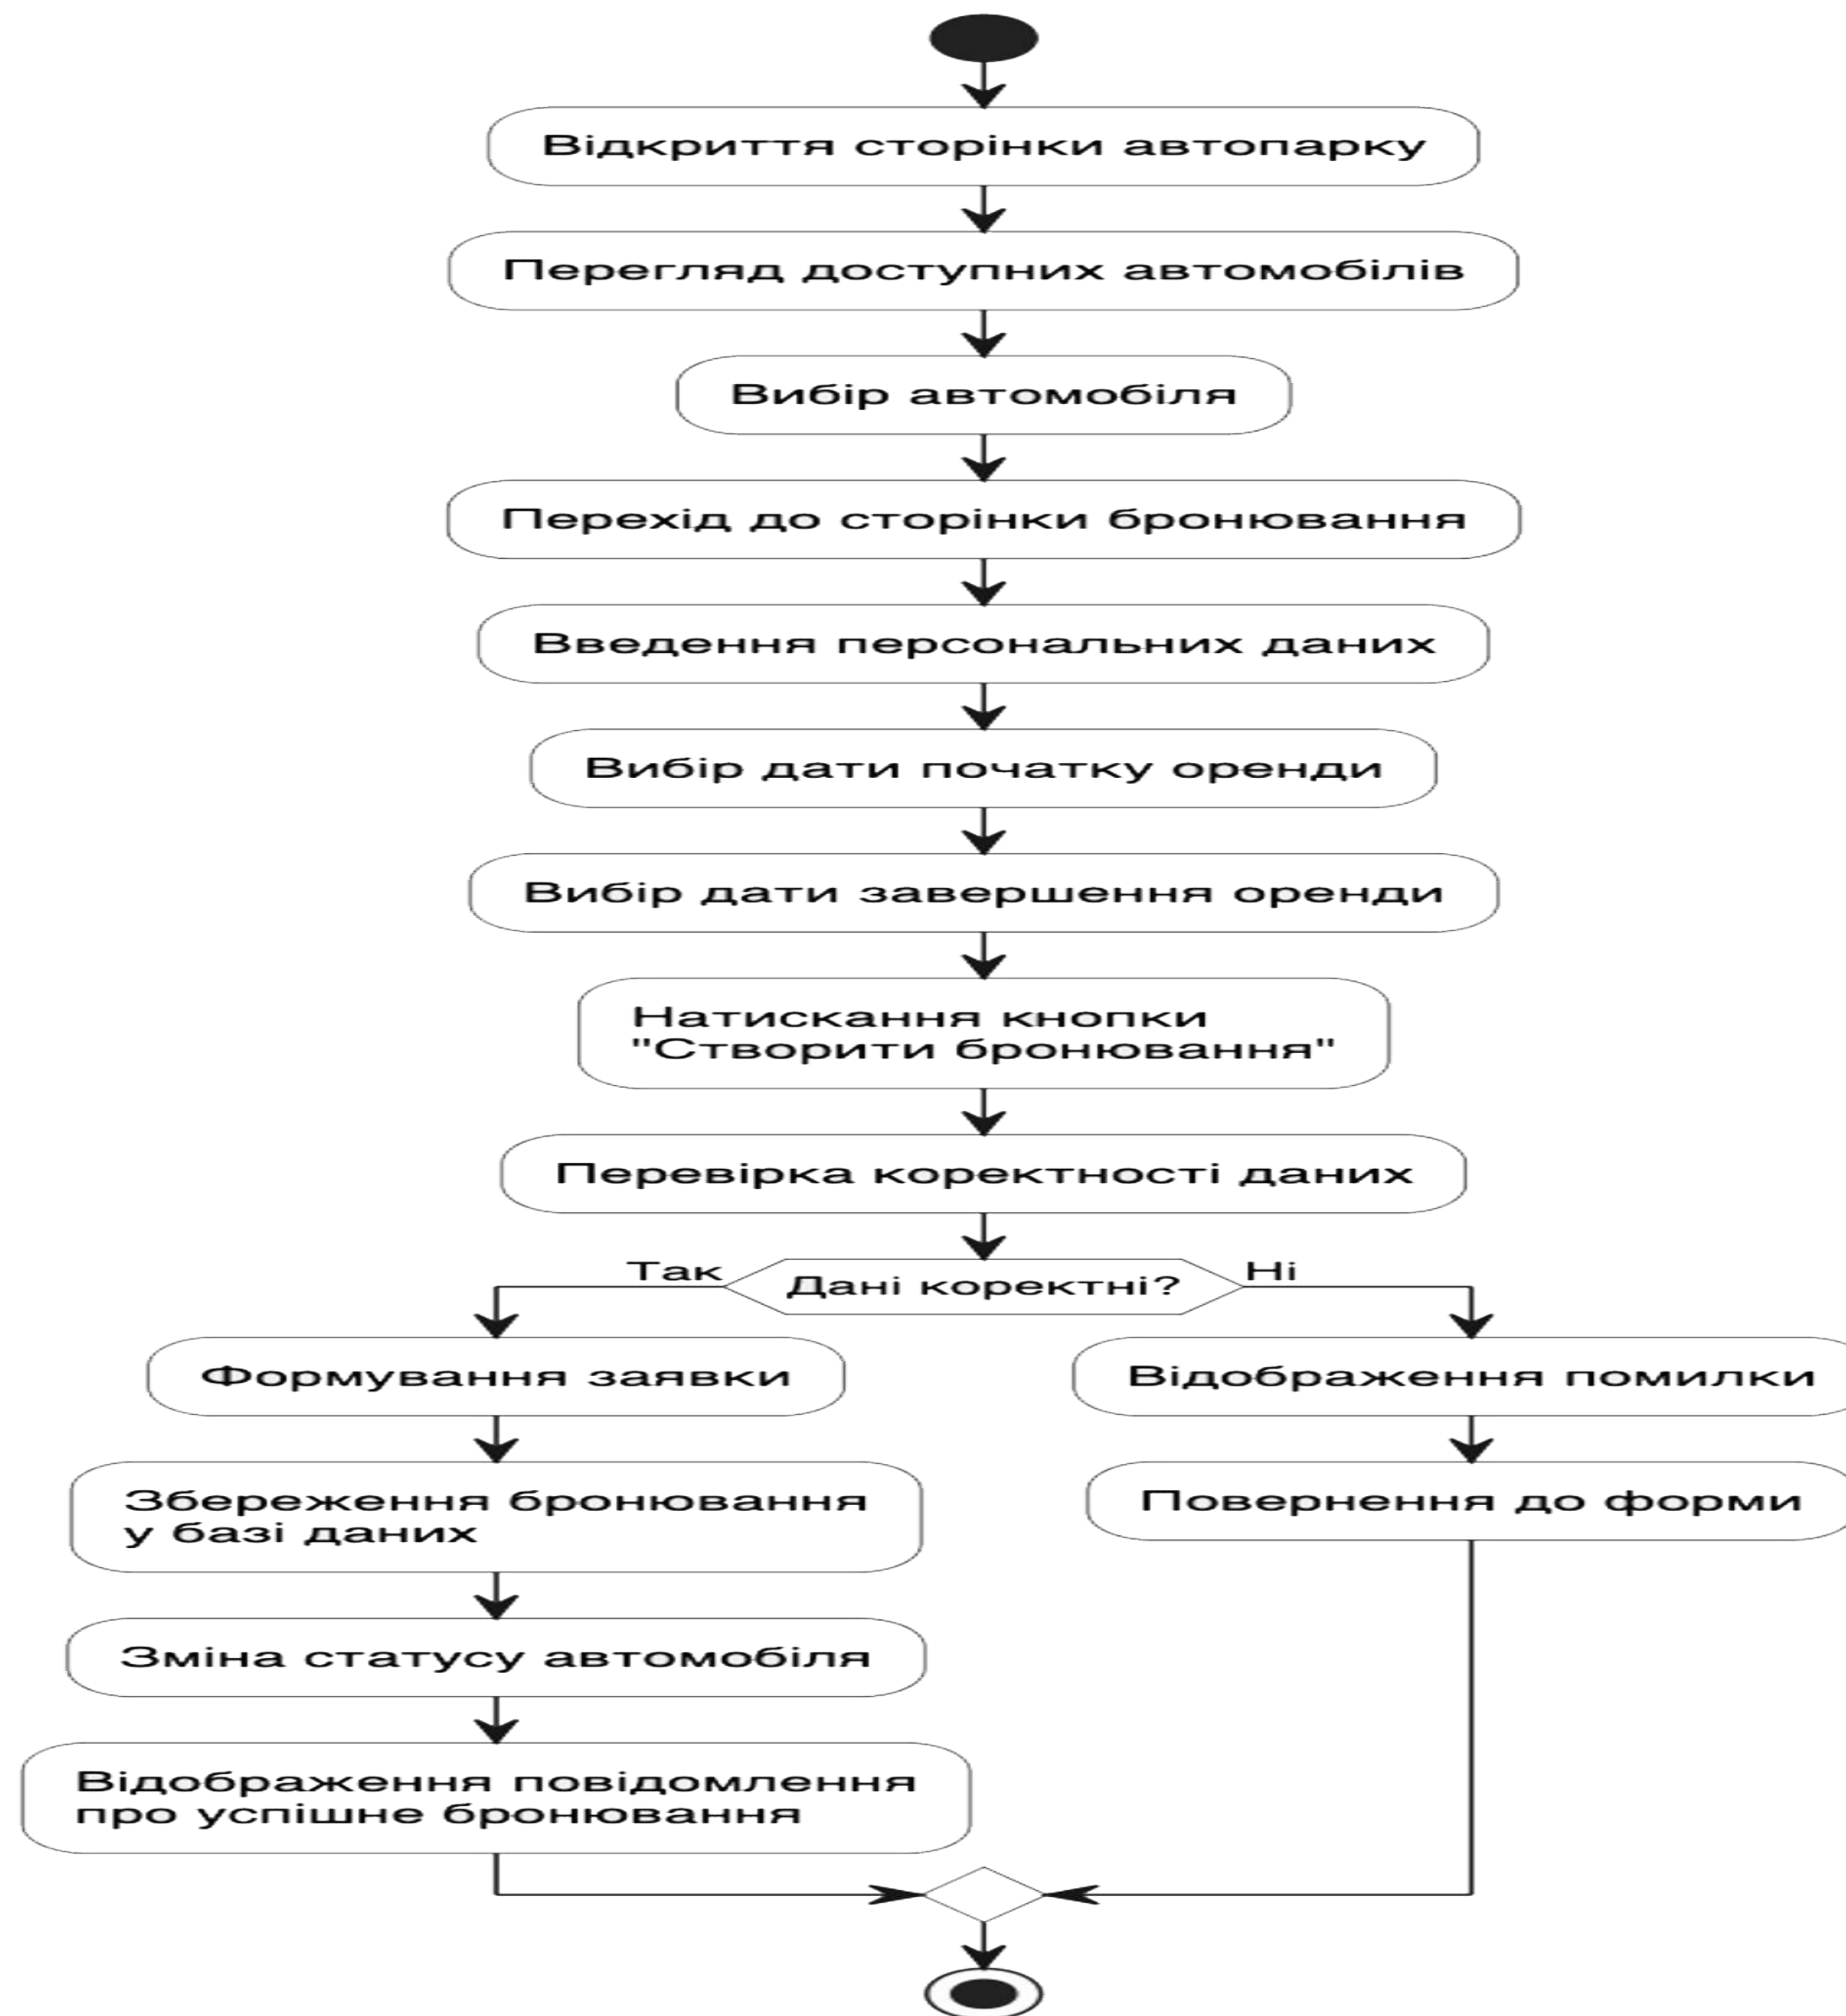 Відкриття сторінки автопарку
Перегляд доступних автомобілів
Вибір автомобіля
Перехід до сторінки бронювання
Введення персональних даних
Вибір дати початку оренди
Вибір дати завершення оренди
Натискання кнопки
"Створити бронювання"
Перевірка коректності даних
Так
Дані коректні?
Ні
Формування заявки
Відображення помилки
Збереження бронювання
у базі даних
Повернення до форми
Зміна статусу автомобіля
Відображення повідомлення
про успішне бронювання